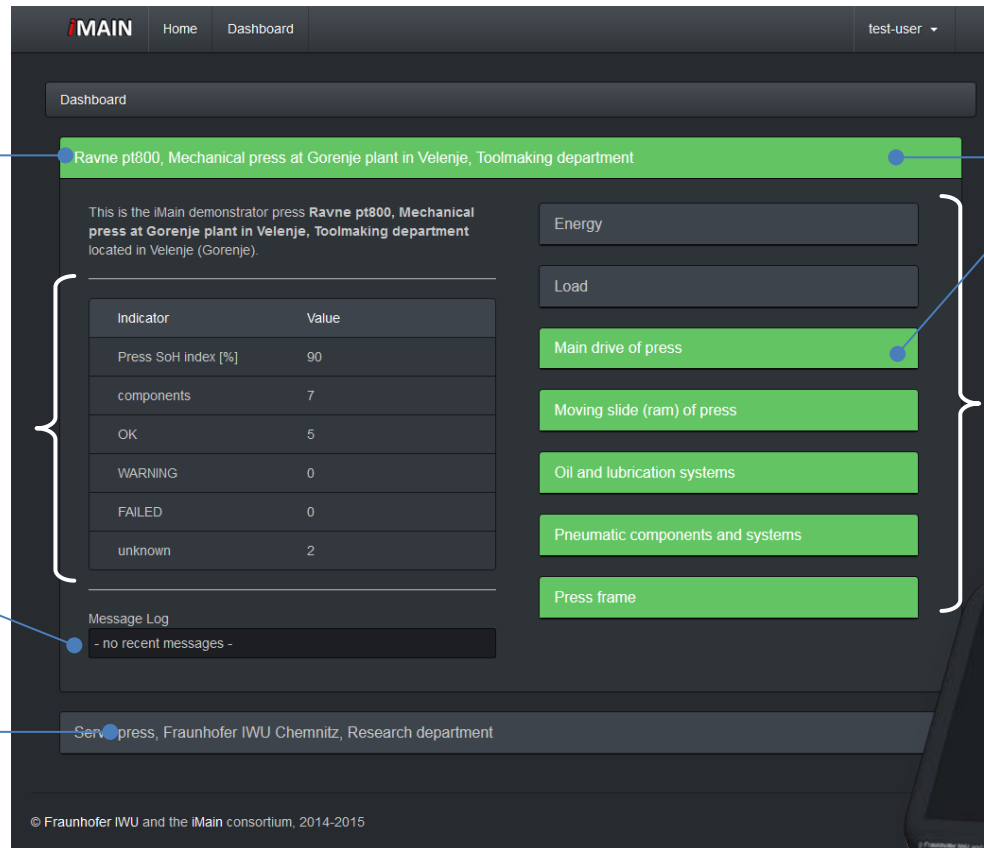 iMAIN Home Dashboard test-user
Dashboard
Ravne pt800, Mechanical press at Gorenje plant in Velenje, Toolmaking department
This is the iMain demonstrator press Ravne pt800, Mechanical
press at Gorenje plant in Velenje, Toolmaking department
located in Velenje (Gorenje).
Indicator Value
Press SoH index [%] 90
components 7
OK 5
WARNING 0
FAILED 0
unknown 2
Message Log
- no recent messages -
Energy
Load
Main drive of press
Moving slide (ram) of press
Oil and lubrication systems
Pneumatic components and systems
Press frame
Servo press, Fraunhofer IWU Chemnitz, Research department
© Fraunhofer IWU and the iMain consortium, 2014-2015